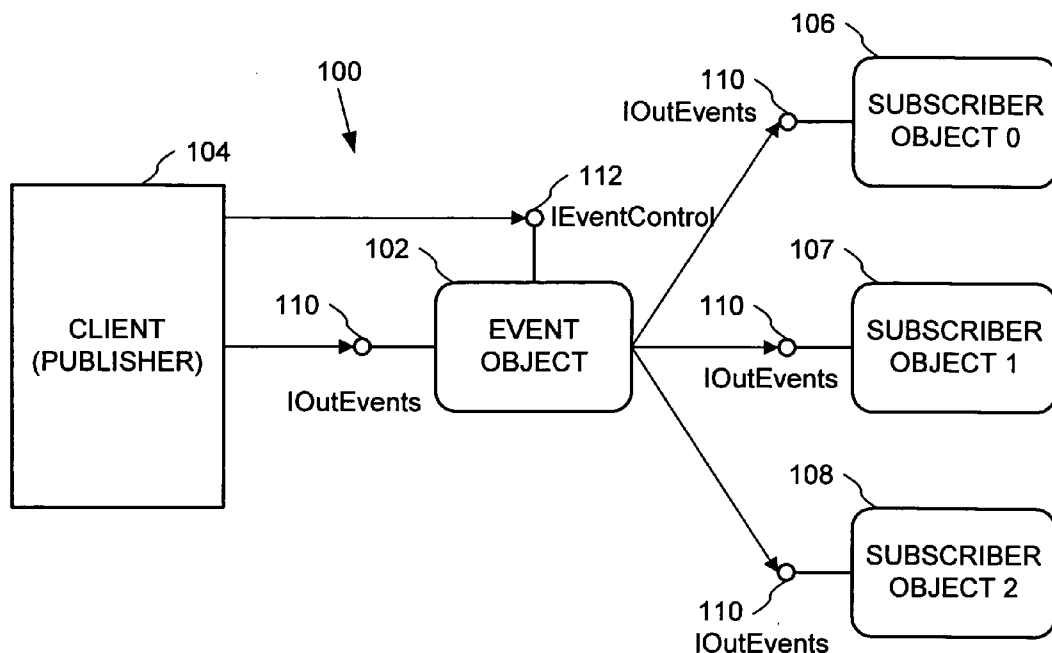 106
100
110
IOutEvents
SUBSCRIBER
OBJECT 0
104
112
IEventControl
102
107
110
CLIENT
(PUBLISHER)
EVENT
OBJECT
110
SUBSCRIBER
OBJECT 1
IOutEvents
IOutEvents
108
SUBSCRIBER
OBJECT 2
110
IOutEvents